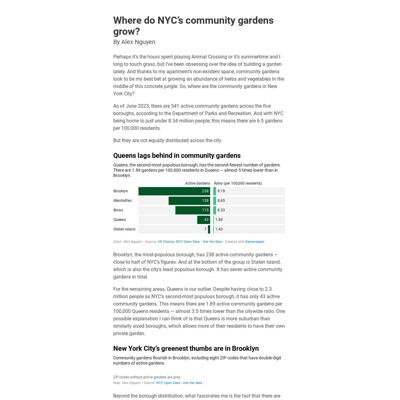 Where do NYC's community gardens
grow?
By Alex Nguyen
Perhaps it's the hours spent playing Animal Crossing or it's summertime and I
long to touch grass, but I've been obsessing over the idea of building a garden
lately. And thanks to my apartment's non-existent space, community gardens
look to be my best bet at growing an abundance of herbs and vegetables in the
middle of this concrete jungle. So, where are the community gardens in New
York City?
As of June 2023, there are 541 active community gardens across the five
boroughs, according to the Department of Parks and Recreation. And with NYC
being home to just under 8.34 million people, this means there are 6.5 gardens
per 100,000 residents.
But they are not equally distributed across the city.
Queens lags behind in community gardens
Queens, the second-most populous borough, has the second-fewest number of gardens.
There are 1.89 gardens per 100,000 residents in Queens — almost 5 times lower than in
Brooklyn.
Active Gardens Ratio (per 100,000 residents)
Brooklyn 238 9.19
Manhattan 138 8.65
Bronx 115 8.33
Queens 43 1.89
Staten Island 7 1.43
Chart: Alex Nguyen • Source: US Census, NYC Open Data • Get the data • Created with Datawrapper
Brooklyn, the most-populous borough, has 238 active community gardens —
close to half of NYC's figures. And at the bottom of the group is Staten Island,
which is also the city's least populous borough. It has seven active community
gardens in total.
For the remaining areas, Queens is our outlier. Despite having close to 2.3
million people as NYC's second-most populous borough, it has only 43 active
community gardens. This means there are 1.89 active community gardens per
100,000 Queens residents — almost 3.5 times lower than the citywide ratio. One
possible explanation I can think of is that Queens is more suburban than
similarly sized boroughs, which allows more of their residents to have their own
private garden.
New York City's greenest thumbs are in Brooklyn
Community gardens flourish in Brooklyn, including eight ZIP codes that have double-digit
numbers of active gardens.
ZIP codes without active gardens are gray.
Map: Alex Nguyen • Source: NYC Open Data • Get the data
Beyond the borough distribution, what fascinates me is the fact that there are